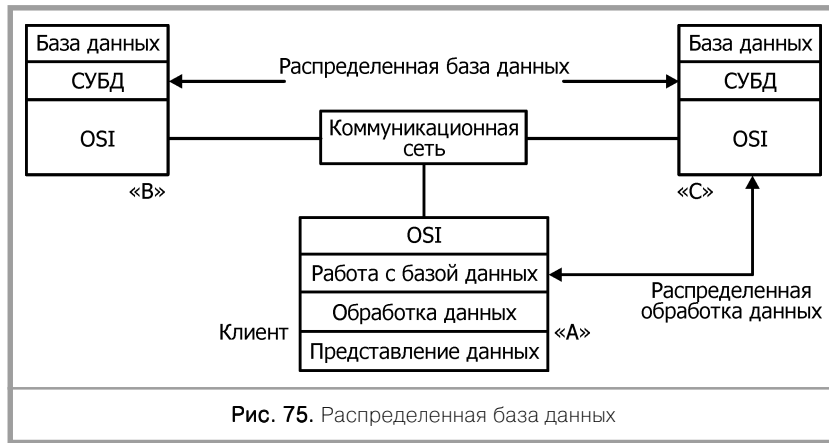 База данных
СУБД
OSI
«В»
Распределенная база данных
Коммуникационная
сеть
База данных
СУБД
OSI
«С»
OSI
Работа с базой данных
Обработка данных
Представление данных
Клиент
«А»
Распределенная
обработка данных
Рис. 75. Распределенная база данных